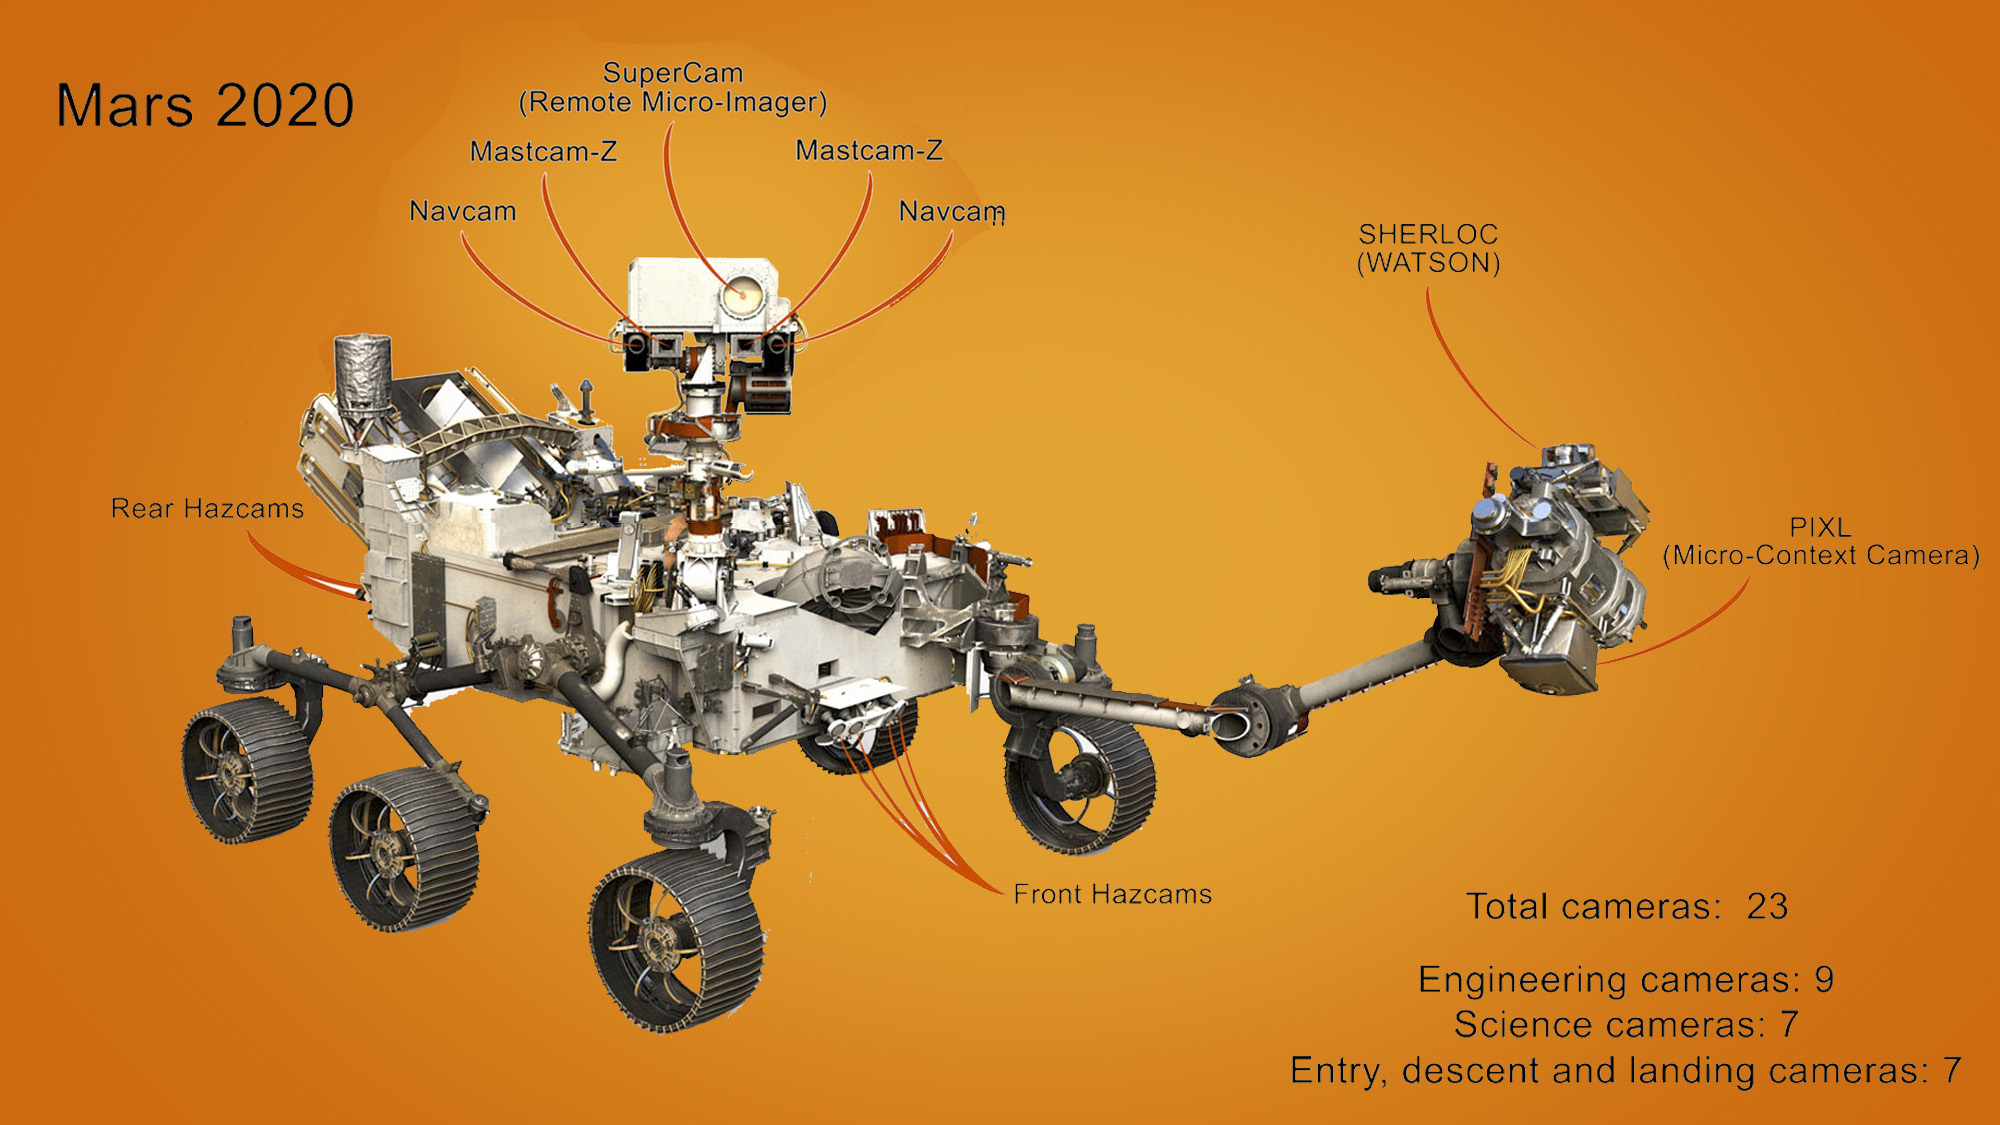 Mars 2020
SuperCam
(Remote Micro-Imager)
Mastcam-Z
Mastcam-Z
Navcam
Navcam
SHERLOC
(WATSON)
Rear Hazcams
PIXL
(Micro-Context Camera)
Front Hazcams
Total cameras: 23
Engineering cameras: 9
Science cameras: 7
Entry, descent and landing cameras: 7